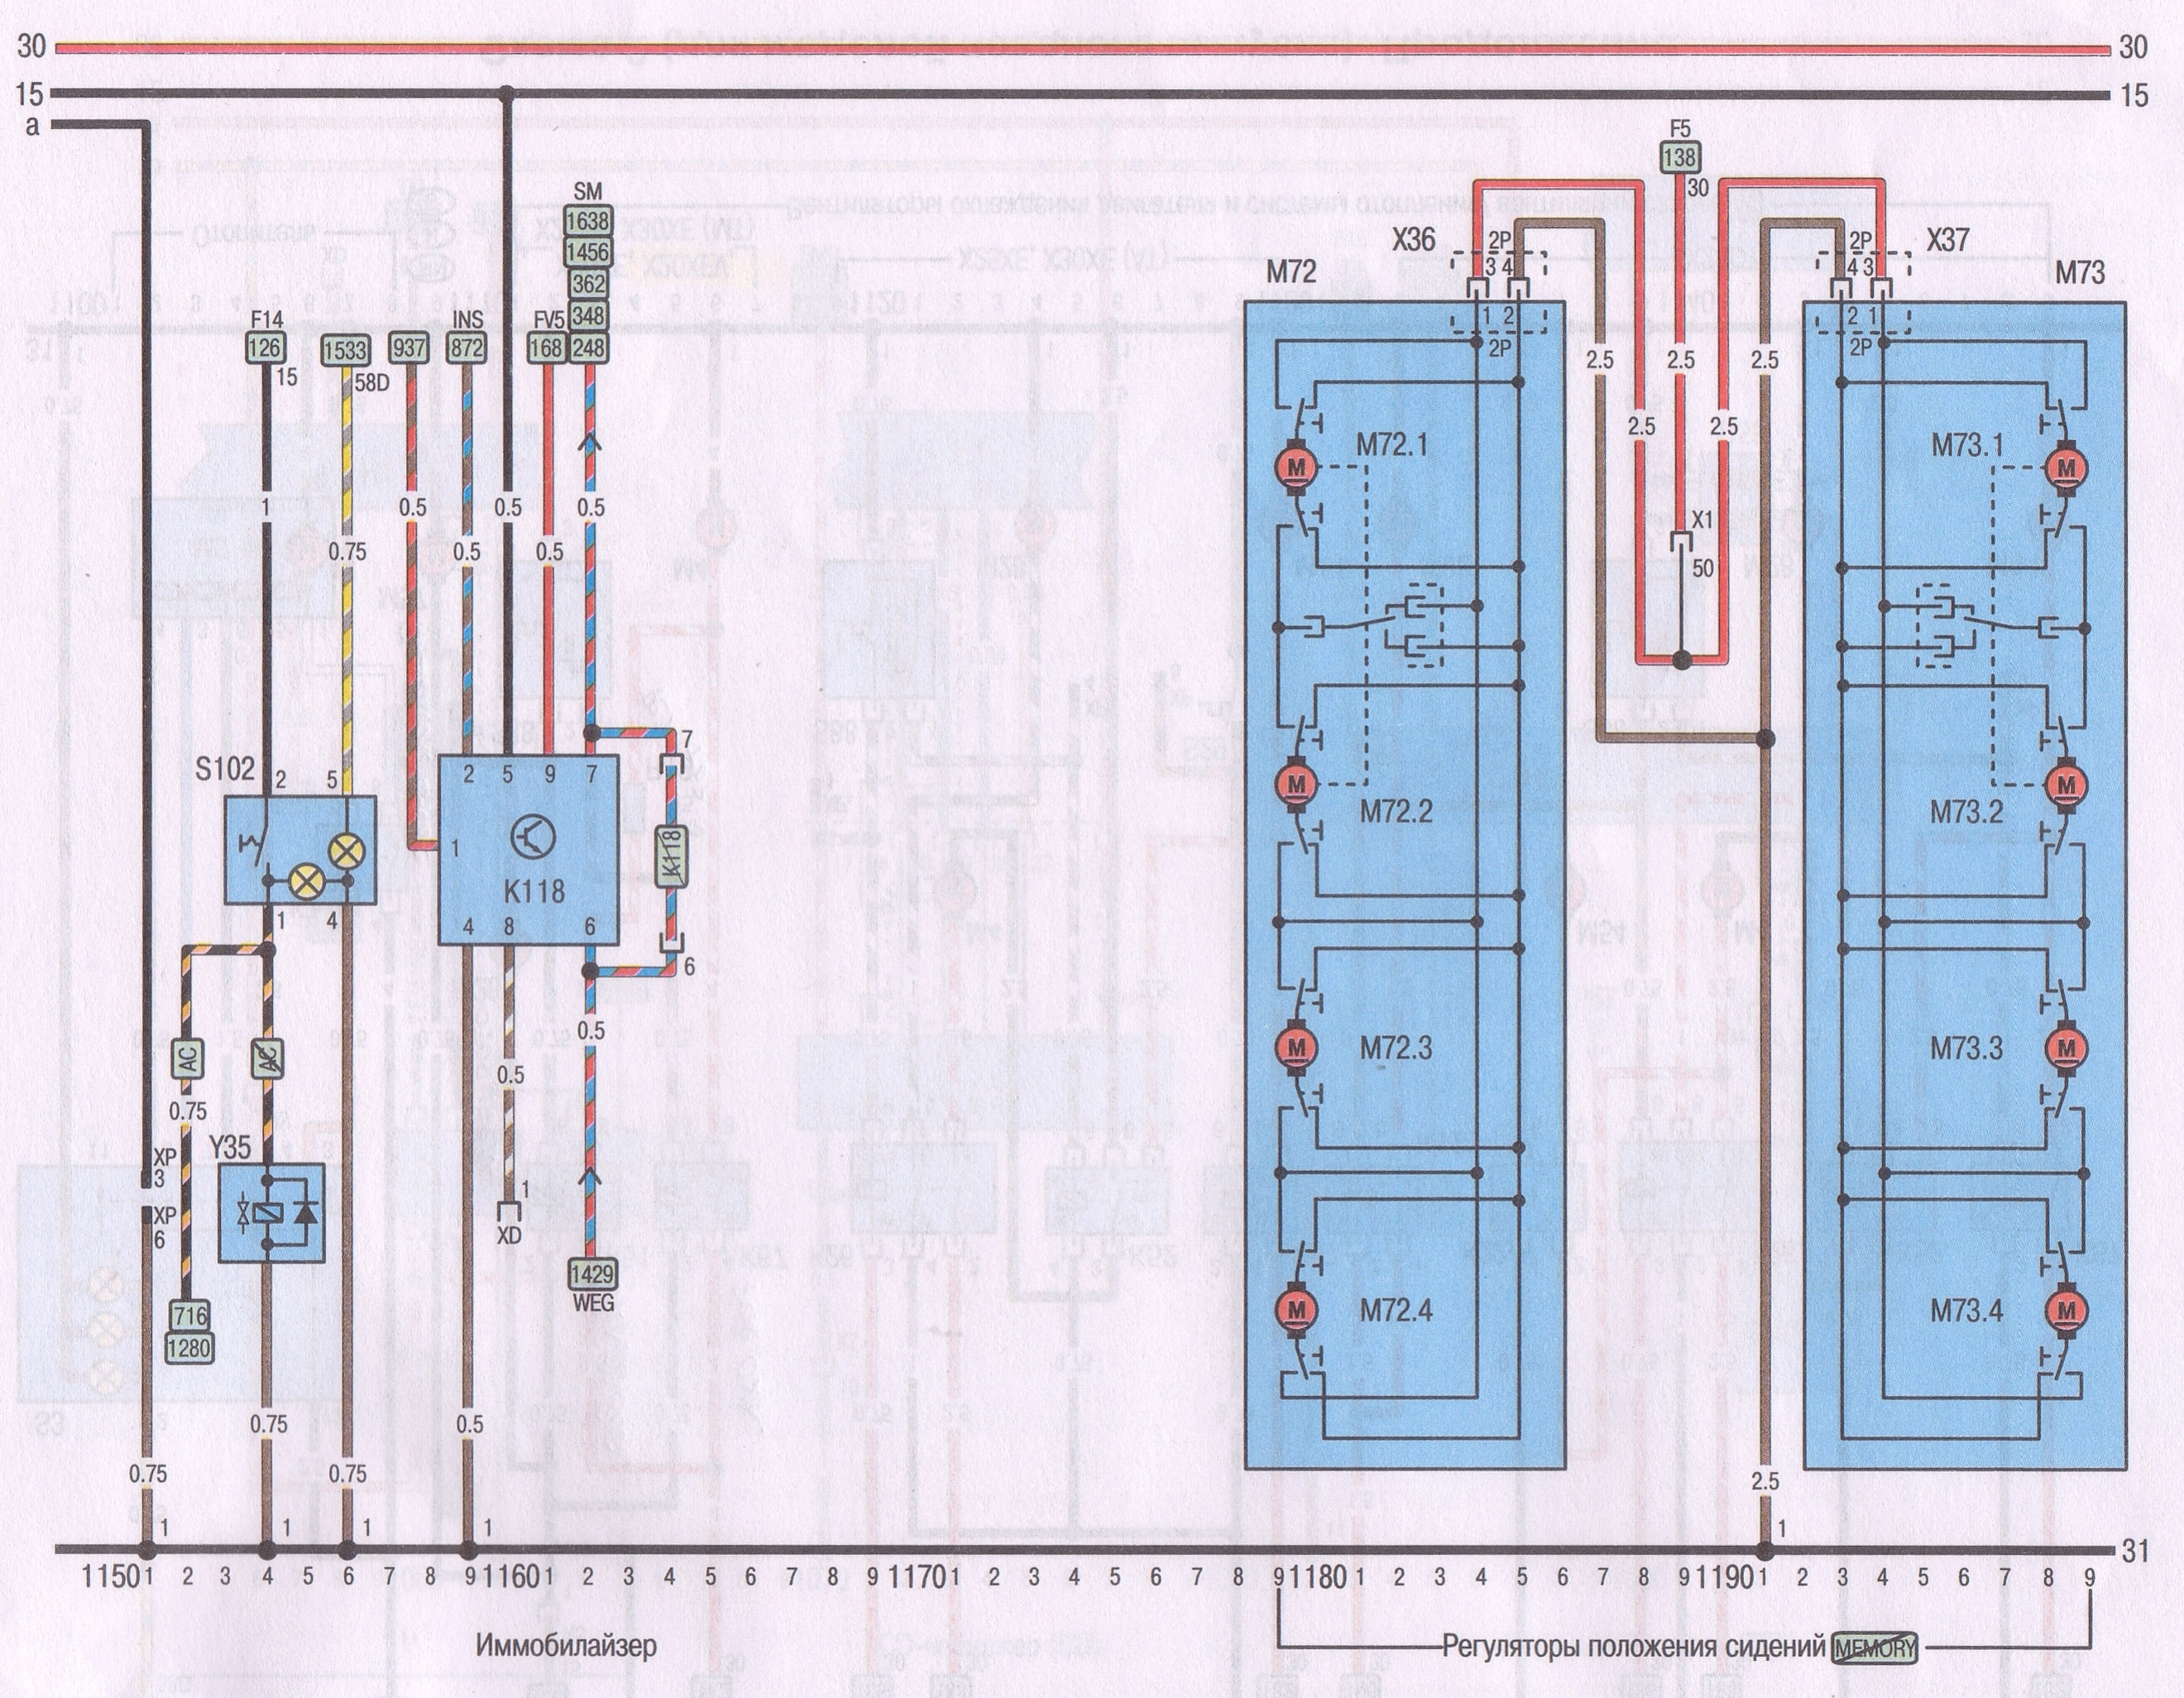 30 30
15 15
a
F5
138
30
SM
1638
1456
362
348
248
F14
126
15
1533
58D
937
INS
872
FV5
168
X36
2P
3 4
1 2
2P
X37
2P
4 3
2 1
2P
M72
M73
2.5 2.5 2.5
2.5 2.5
1 0.5 0.5 0.5
0.75 0.5 0.5
X1
50
M M72.1
M73.1 M
M M72.2
M73.2 M
M M72.3
M73.3 M
M M72.4
M73.4 M
S102
2 5
1 4
2 5 9 7
1
K118
4 8 6
7
K118
6
AC AC
0.75
0.5
0.5
XP
3
XP
6
Y35
1
XD
1429
WEG
716
1280
0.75 0.5
0.75 0.75
2.5
1 1 1 1 1
31
1150 1 2 3 4 5 6 7 8 9 1160 1 2 3 4 5 6 7 8 9 1170 1 2 3 4 5 6 7 8 9 1180 1 2 3 4 5 6 7 8 9 1190 1 2 3 4 5 6 7 8 9
Иммобилайзер
Регуляторы положения сидений MEMORY